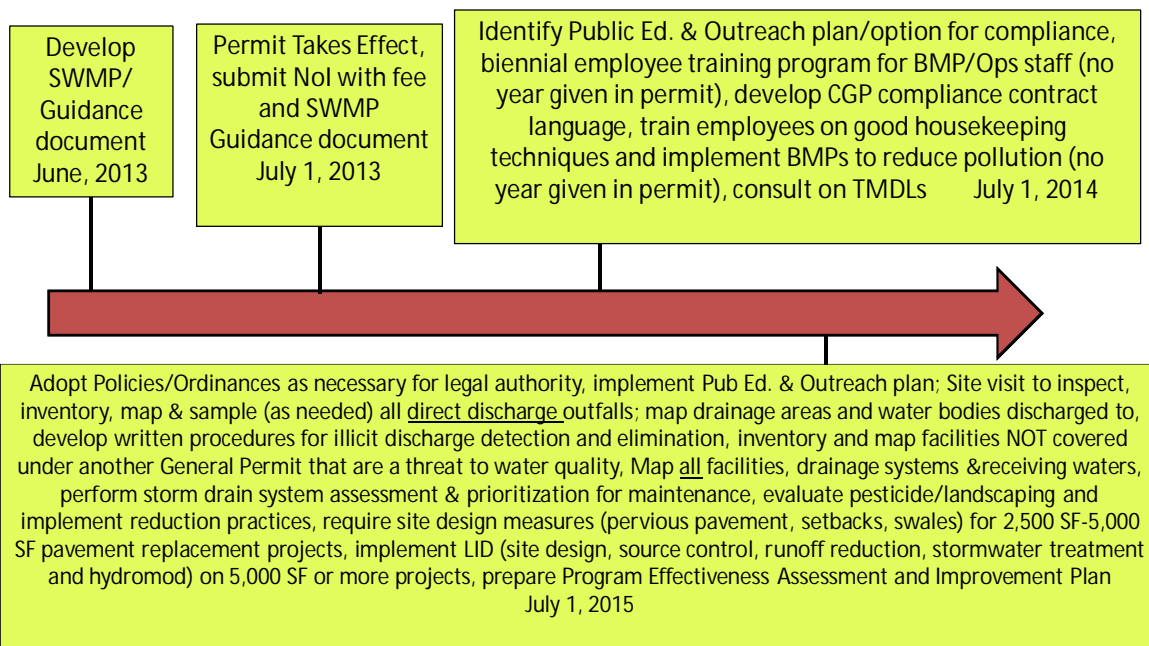 Develop
SWMP/
Guidance
document
June, 2013
Permit Takes Effect,
submit NoI with fee
and SWMP
Guidance document
July 1, 2013
Identify Public Ed. & Outreach plan/option for compliance,
biennial employee training program for BMP/Ops staff (no
year given in permit), develop CGP compliance contract
language, train employees on good housekeeping
techniques and implement BMPs to reduce pollution (no
year given in permit), consult on TMDLs July 1, 2014
Adopt Policies/Ordinances as necessary for legal authority, implement Pub Ed. & Outreach plan; Site visit to inspect,
inventory, map & sample (as needed) all direct discharge outfalls; map drainage areas and water bodies discharged to,
develop written procedures for illicit discharge detection and elimination, inventory and map facilities NOT covered
under another General Permit that are a threat to water quality, Map all facilities, drainage systems &receiving waters,
perform storm drain system assessment & prioritization for maintenance, evaluate pesticide/landscaping and
implement reduction practices, require site design measures (pervious pavement, setbacks, swales) for 2,500 SF-5,000
SF pavement replacement projects, implement LID (site design, source control, runoff reduction, stormwater treatment
and hydromod) on 5,000 SF or more projects, prepare Program Effectiveness Assessment and Improvement Plan
July 1, 2015